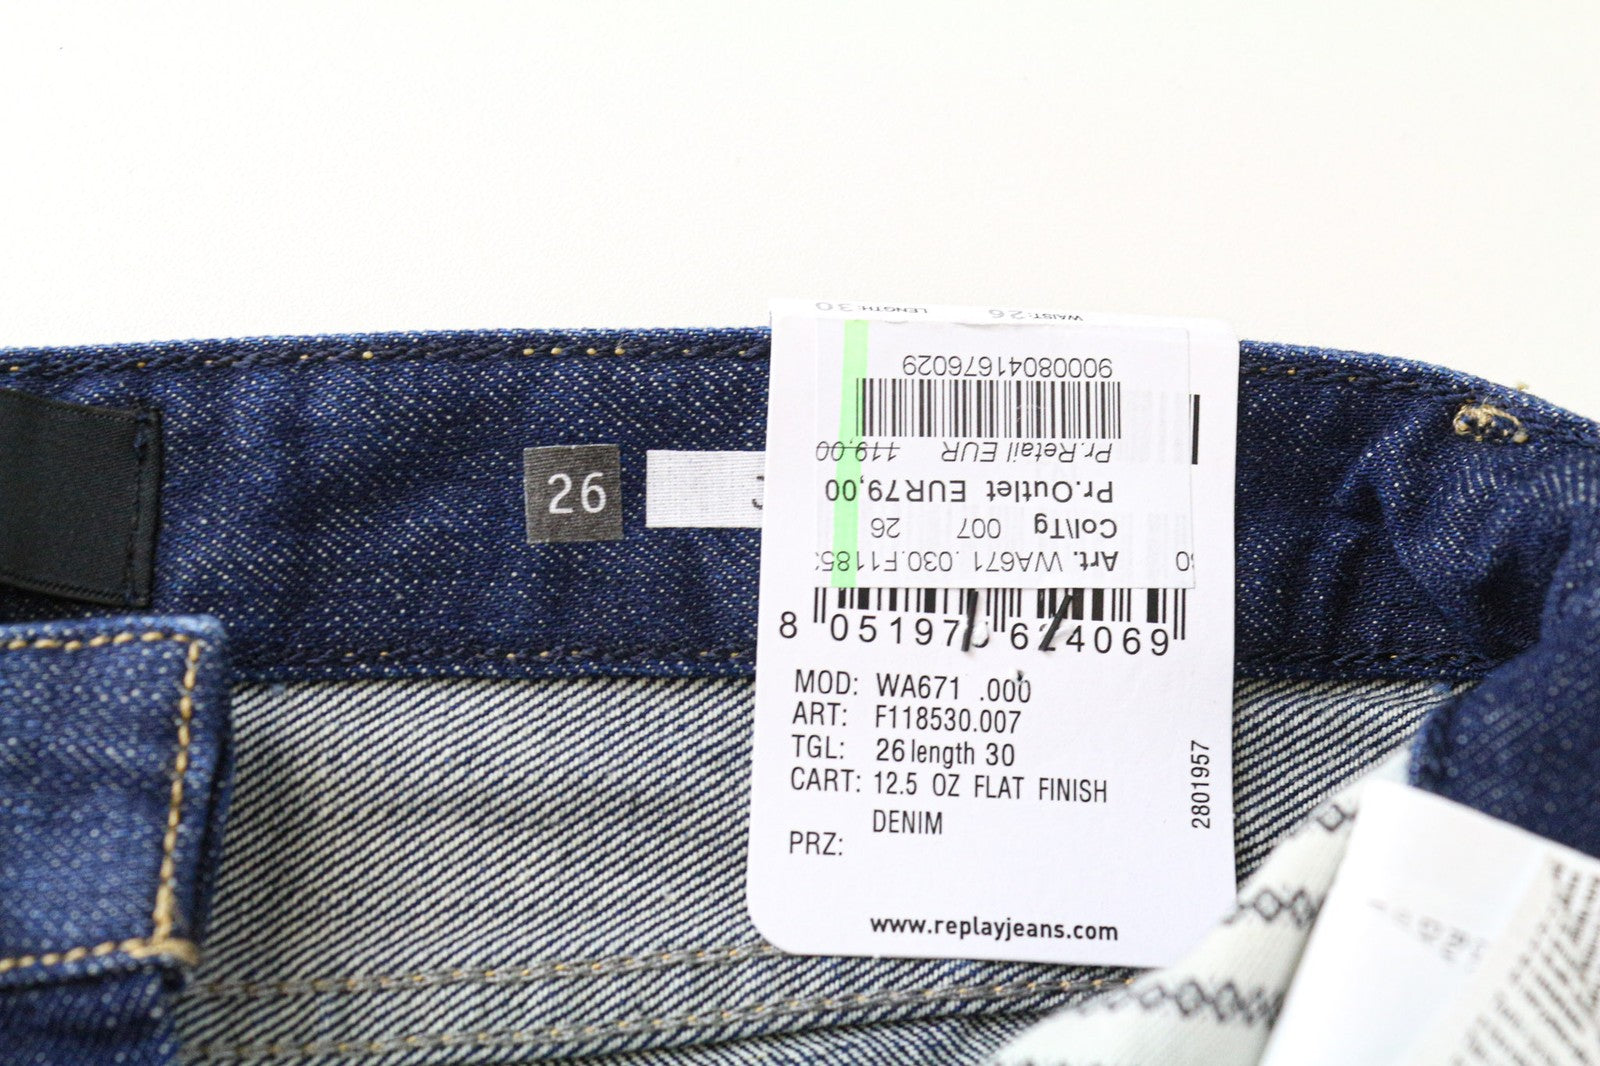 LENGTH:30 WAIST:26
26
90008041676029
Pr.Retail EUR 119,00
Pr.Outlet EUR79,00
Col\Tg 007 26
Art. WA671 .030.F1185
MOD: WA671 .000
ART: F118530.007
TGL: 26 length 30
CART: 12.5 OZ FLAT FINISH
DENIM
PRZ:
2801957
www.replayjeans.com